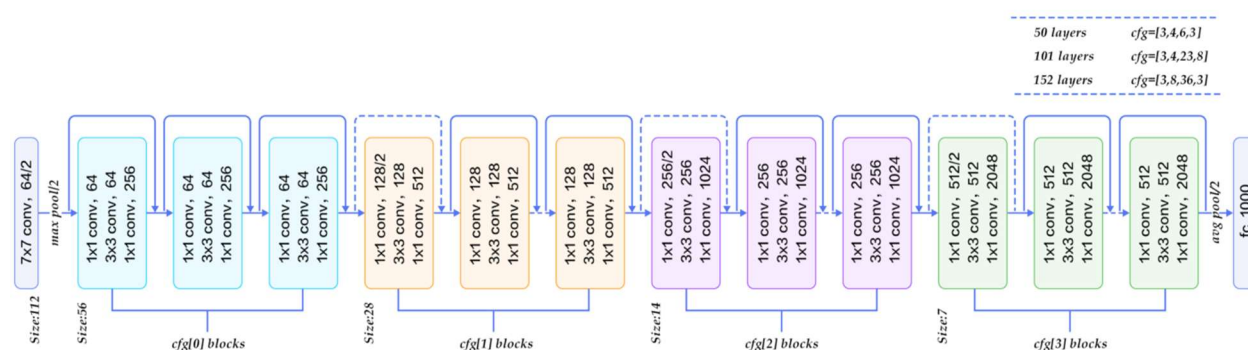 50 layers cfg=[3,4,6,3]
101 layers cfg=[3,4,23,8]
152 layers cfg=[3,8,36,3]
7x7 conv, 64/2
max pool/2
1x1 conv, 64
3x3 conv, 64
1x1 conv, 256
1x1 conv, 64
3x3 conv, 64
1x1 conv, 256
1x1 conv, 64
3x3 conv, 64
1x1 conv, 256
1x1 conv, 128/2
3x3 conv, 128
1x1 conv, 512
1x1 conv, 128
3x3 conv, 128
1x1 conv, 512
1x1 conv, 128
3x3 conv, 128
1x1 conv, 512
1x1 conv, 256/2
3x3 conv, 256
1x1 conv, 1024
1x1 conv, 256
3x3 conv, 256
1x1 conv, 1024
1x1 conv, 256
3x3 conv, 256
1x1 conv, 1024
1x1 conv, 512/2
3x3 conv, 512
1x1 conv, 2048
1x1 conv, 512
3x3 conv, 512
1x1 conv, 2048
1x1 conv, 512
3x3 conv, 512
1x1 conv, 2048
avg pool/2
fc, 1000
Size:112
Size:56
Size:28
Size:14
Size:7
cfg[0] blocks
cfg[1] blocks
cfg[2] blocks
cfg[3] blocks